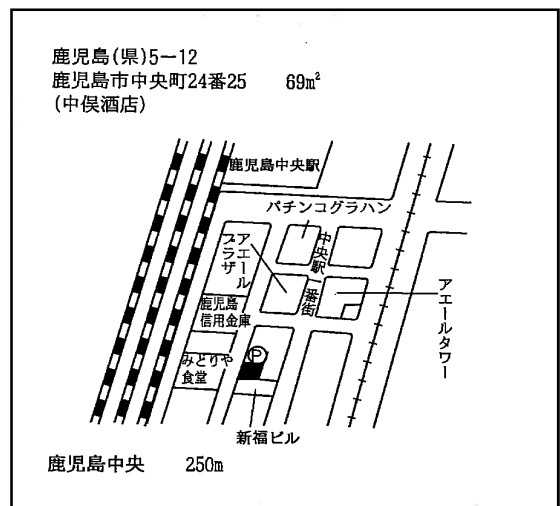 鹿児島(県)5-12
鹿児島市中央町24番25 69m²
(中俣酒店)
鹿児島中央駅
パチンコグラハン
アエール
プラザ
中央駅一番街
アエールタワー
鹿児島
信用金庫
みどりや
食堂
P
新福ビル
鹿児島中央 250m